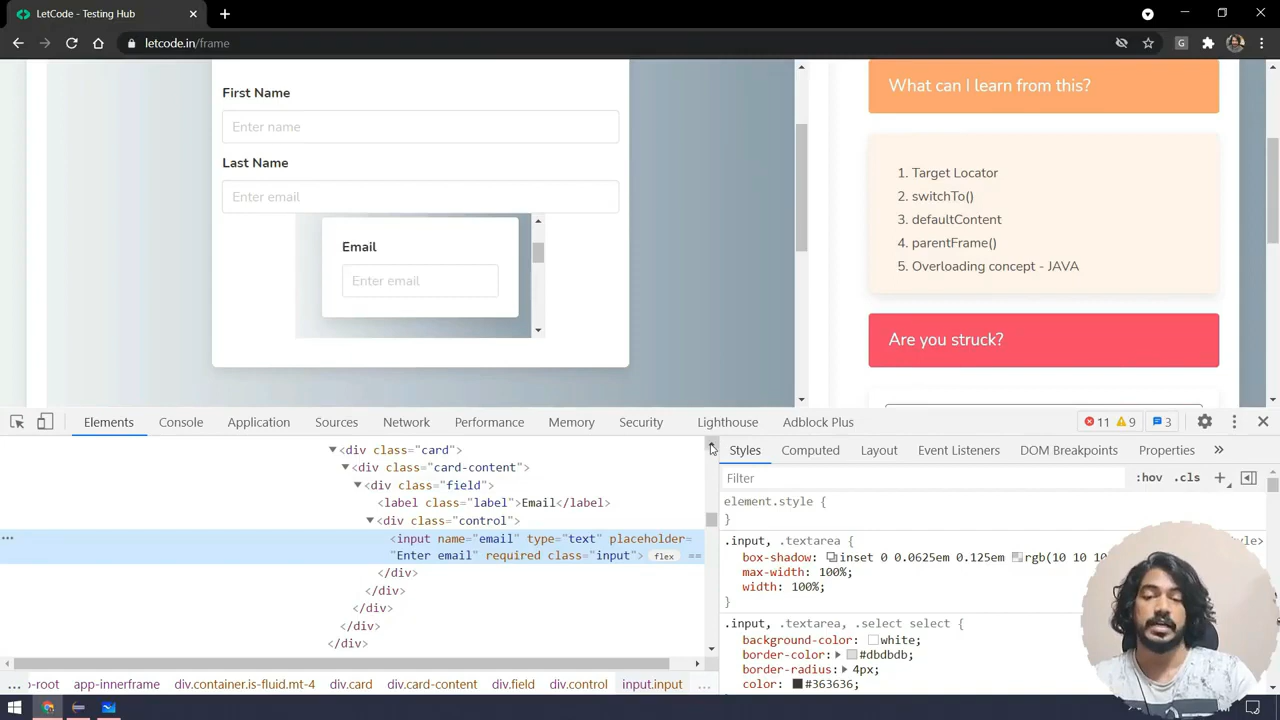 LetCode - Testing Hub
letcode.in/frame
G
First Name
Enter name
Last Name
Enter email
Email
Enter email
What can I learn from this?
1. Target Locator
2. switchTo()
3. defaultContent
4. parentFrame()
5. Overloading concept - JAVA
Are you struck?
Elements Console Application Sources Network Performance Memory Security Lighthouse Adblock Plus 11 9 3
<div class="card">
<div class="card-content">
<div class="field">
<label class="label">Email</label>
<div class="control">
... <input name="email" type="text" placeholder=
"Enter email" required class="input"> flex ==
</div>
</div>
</div>
</div>
</div>
... -root app-innerframe div.container.is-fluid.mt-4 div.card div.card-content div.field div.control input.input ...
Styles Computed Layout Event Listeners DOM Breakpoints Properties »
Filter :hov .cls +
element.style {
}
.input, .textarea { style>
box-shadow: inset 0 0.0625em 0.125em rgb(10 10 10
max-width: 100%;
width: 100%;
}
.input, .textarea, .select select {
background-color: white;
border-color: #dbdbdb;
border-radius: 4px;
color: #363636;